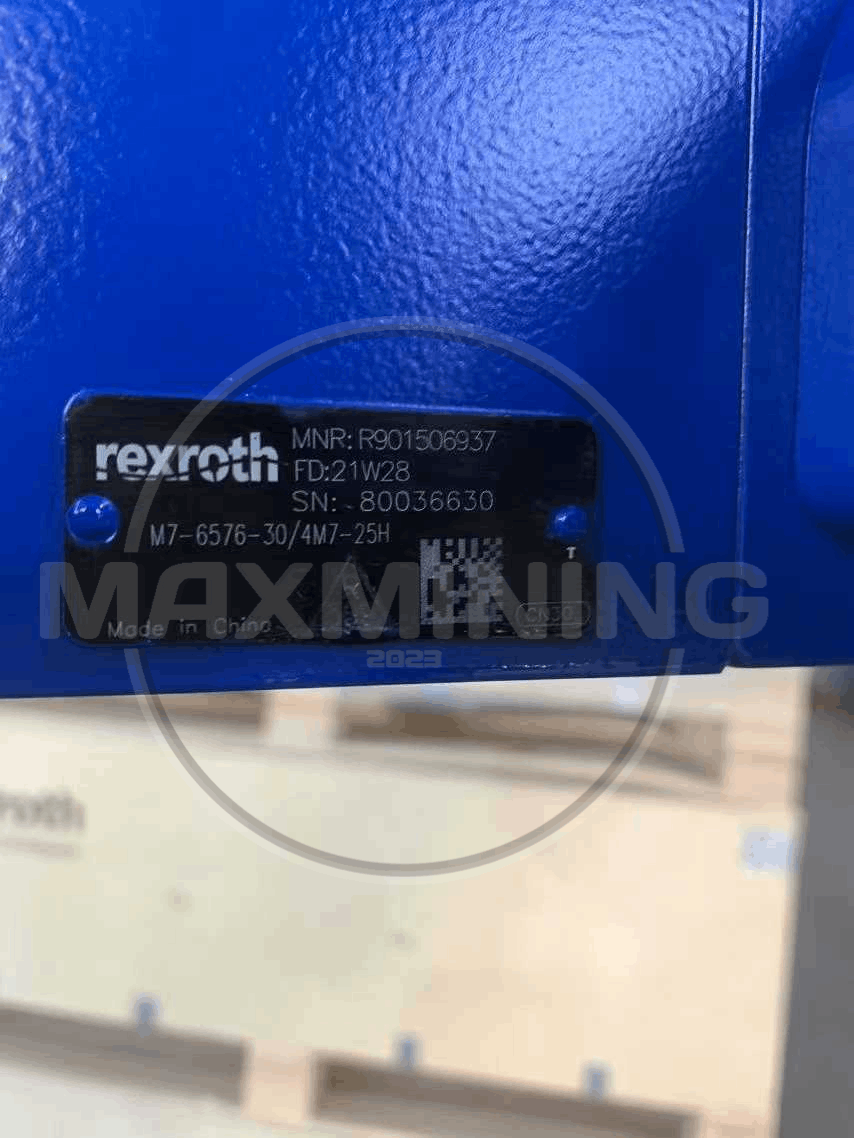 rexroth
MNR: R901506937
FD:21W28
SN: 80036630
M7-6576-30/4M7-25H
T
MAXMINING
2023
Made in China
CN30
roth